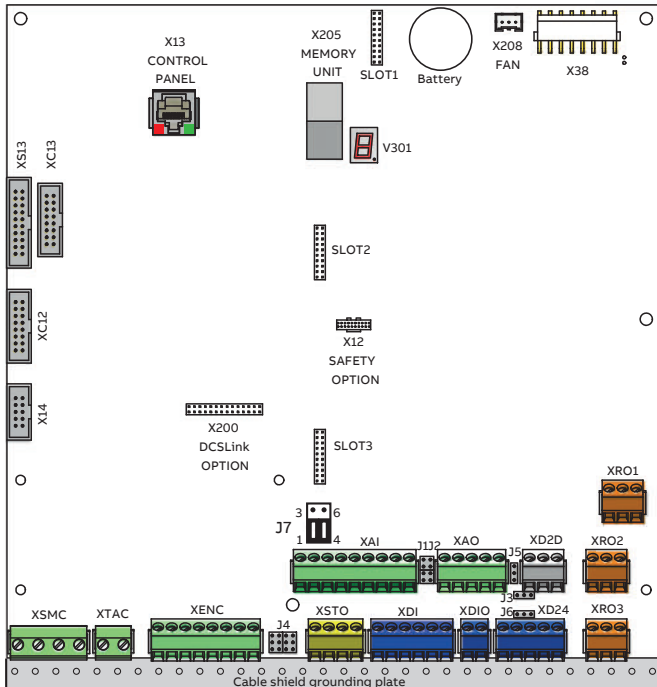 X13
CONTROL
PANEL
X205
MEMORY
UNIT
SLOT1
Battery
X208
FAN
X38
V301
XS13
XC13
SLOT2
XC12
X12
SAFETY
OPTION
X14
X200
DCSLink
OPTION
SLOT3
XRO1
3 6
J7
1 4
XAI
J1J2
XAO
J5
XD2D
XRO2
J3
XSMC
XTAC
XENC
J4
XSTO
XDI
XDIO
J6
XD24
XRO3
Cable shield grounding plate